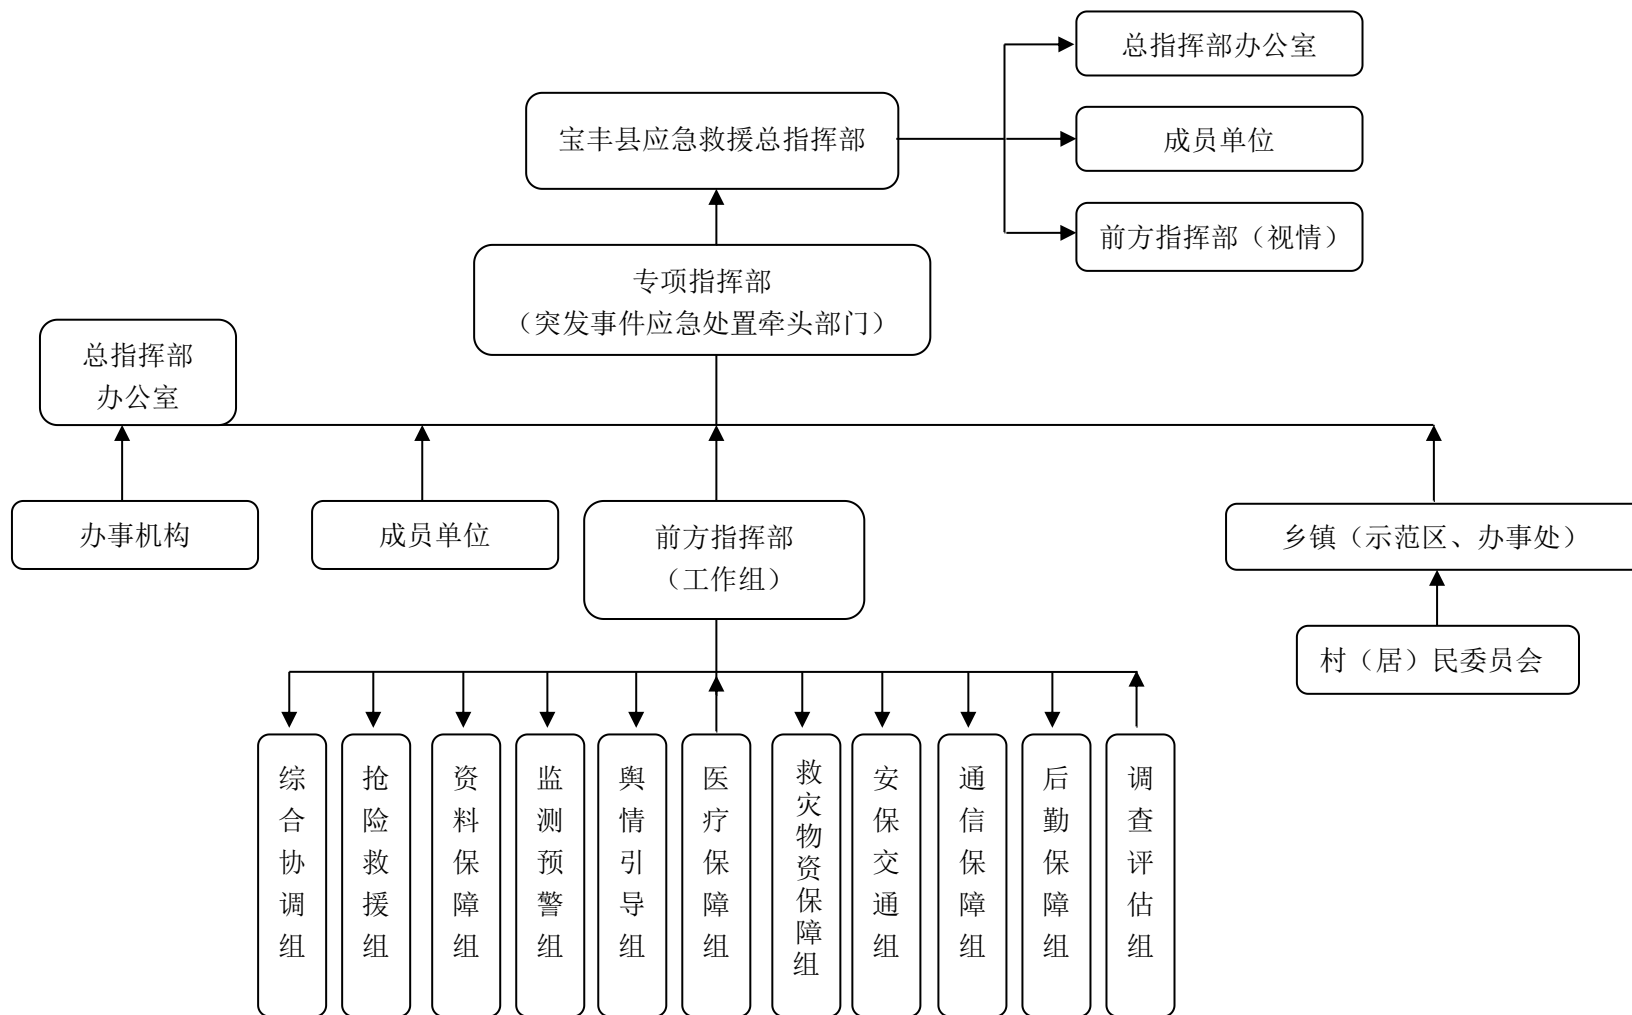 总指挥部办公室
宝丰县应急救援总指挥部
成员单位
前方指挥部（视情）
专项指挥部
（突发事件应急处置牵头部门）
总指挥部
办公室
办事机构
成员单位
前方指挥部
（工作组）
乡镇（示范区、办事处）
村（居）民委员会
综合协调组
抢险救援组
资料保障组
监测预警组
舆情引导组
医疗保障组
救灾物资保障组
安保交通组
通信保障组
后勤保障组
调查评估组